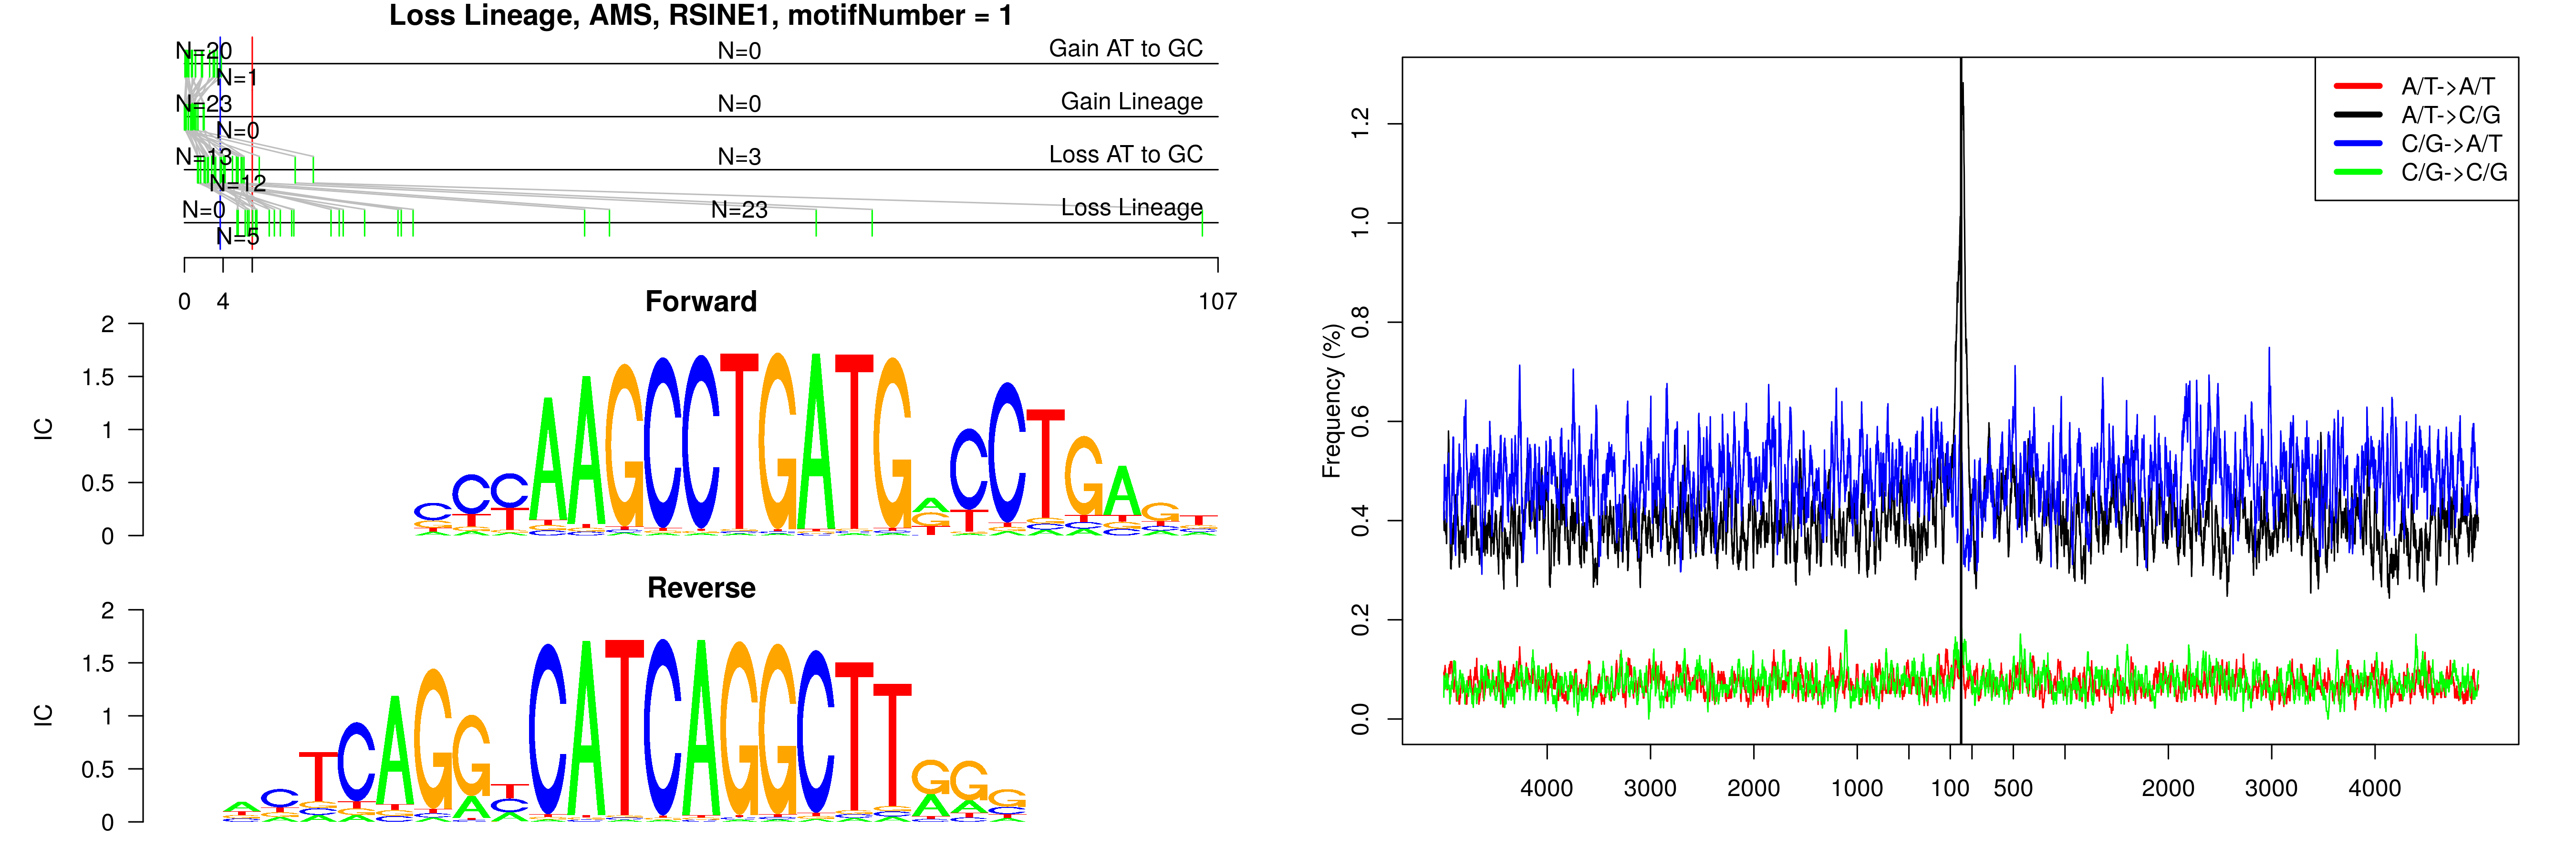 Loss Lineage, AMS, RSINE1, motifNumber = 1
N=20 N=0 Gain AT to GC
N=1
N=23 N=0 Gain Lineage
N=0
N=13 N=3 Loss AT to GC
N=12
N=0 N=23 Loss Lineage
N=5
0 4 107
Forward
IC
2
1.5
1
0.5
0
CCCAAGCCTGATGACCTGAGT
Reverse
IC
2
1.5
1
0.5
0
ACTCAGGTCATCAGGCTTGGG
Frequency (%)
1.2
1.0
0.8
0.6
0.4
0.2
0.0
4000 3000 2000 1000 100 500 2000 3000 4000
A/T->A/T
A/T->C/G
C/G->A/T
C/G->C/G